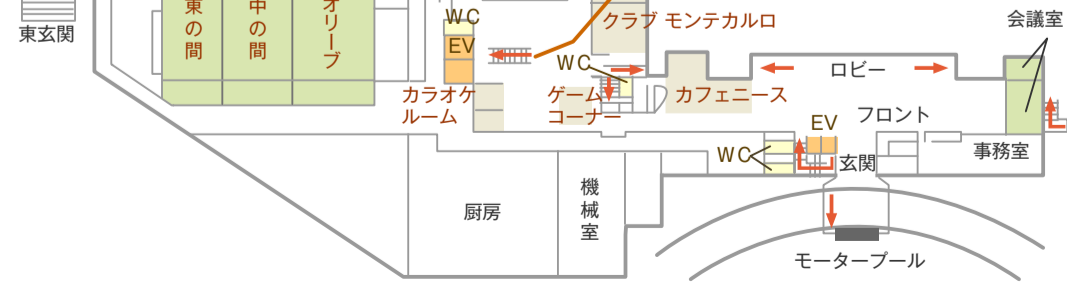 東玄関
東の間
中の間
オリーブ
WC
EV
クラブ モンテカルロ
WC
会議室
ロビー
カラオケ
ルーム
ゲーム
コーナー
カフェニース
フロント
EV
WC
玄関
事務室
厨房
機械室
モータープール